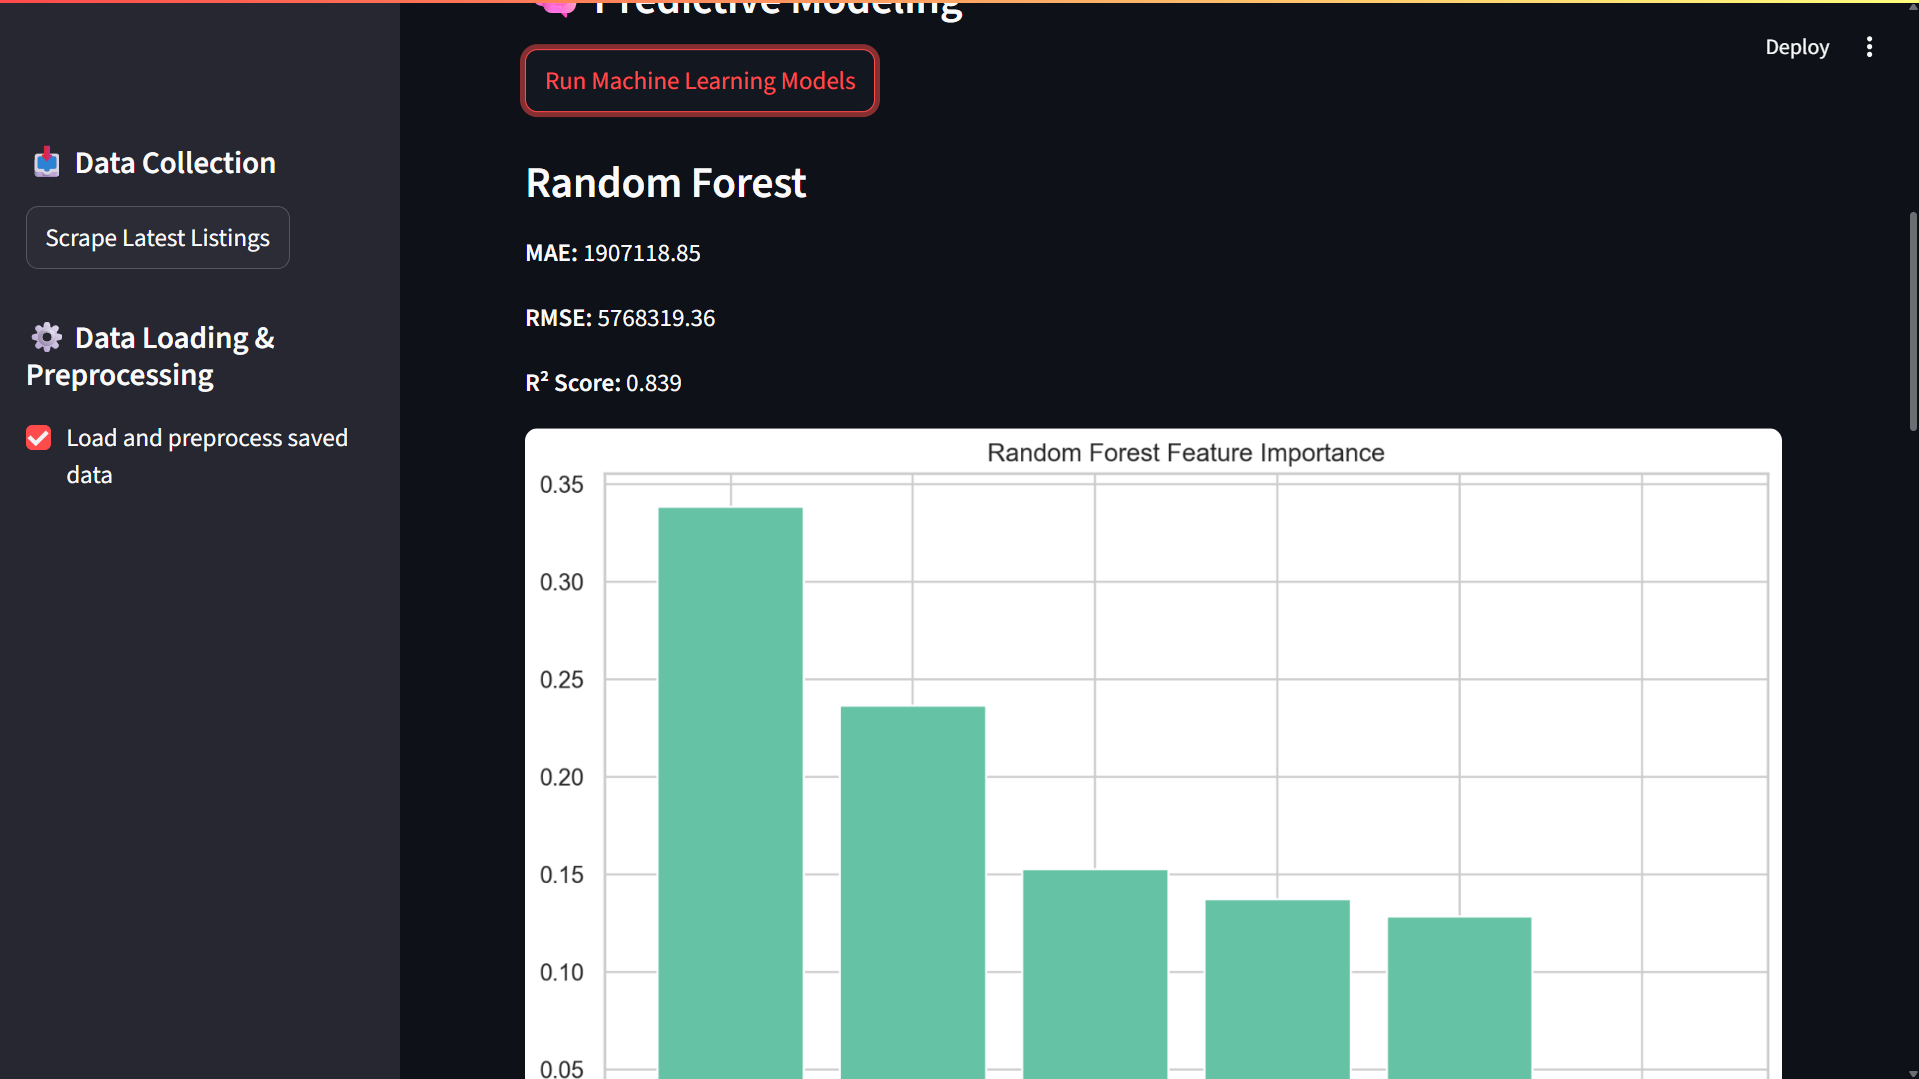 Predictive Modeling
Deploy
Run Machine Learning Models
Data Collection
Scrape Latest Listings
Data Loading &
Preprocessing
Load and preprocess saved
data
Random Forest
MAE: 1907118.85
RMSE: 5768319.36
R² Score: 0.839
Random Forest Feature Importance
0.35
0.30
0.25
0.20
0.15
0.10
0.05